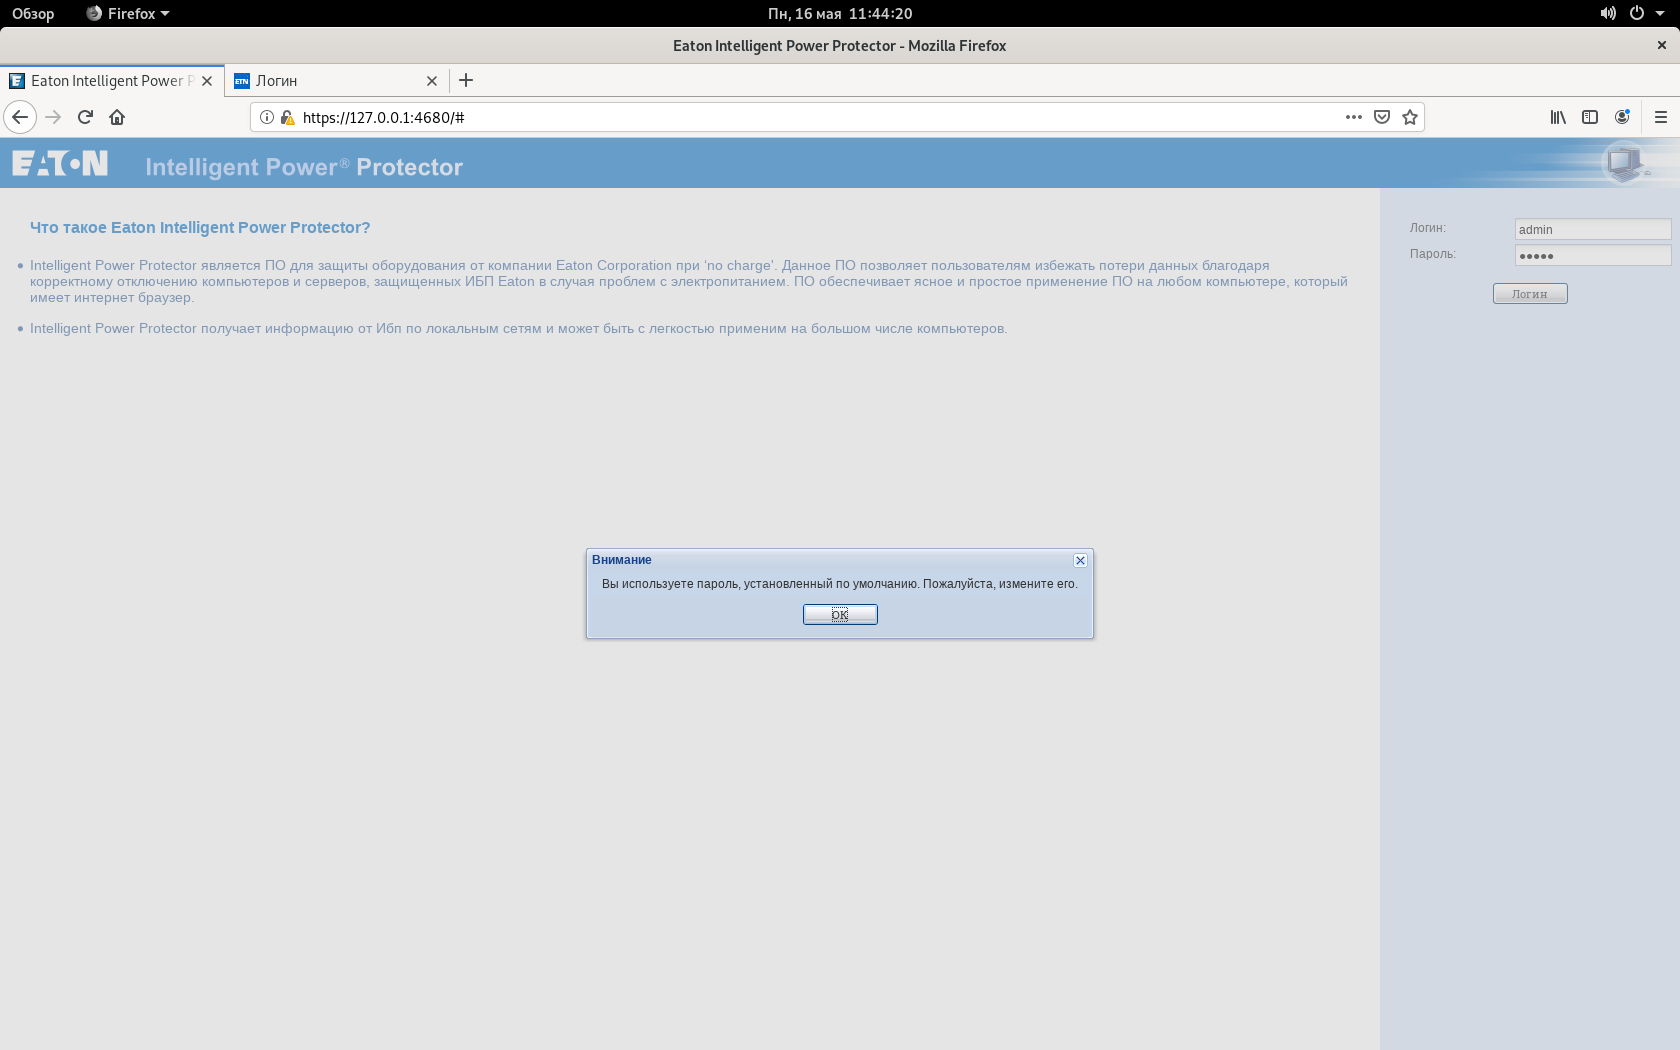 Обзор Firefox Пн, 16 мая 11:44:20
Eaton Intelligent Power Protector - Mozilla Firefox
Eaton Intelligent Power P Логин
https://127.0.0.1:4680/#
EATON Intelligent Power® Protector
Что такое Eaton Intelligent Power Protector?
Intelligent Power Protector является ПО для защиты оборудования от компании Eaton Corporation при ‘no charge’. Данное ПО позволяет пользователям избежать потери данных благодаря
корректному отключению компьютеров и серверов, защищенных ИБП Eaton в случая проблем с электропитанием. ПО обеспечивает ясное и простое применение ПО на любом компьютере, который
имеет интернет браузер.
Intelligent Power Protector получает информацию от Ибп по локальным сетям и может быть с легкостью применим на большом числе компьютеров.
Логин: admin
Пароль: •••••
Логин
Внимание
Вы используете пароль, установленный по умолчанию. Пожалуйста, измените его.
OK